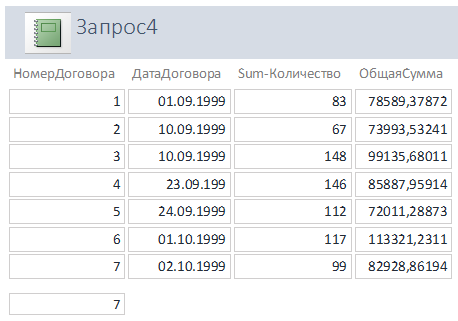 Запрос4
НомерДоговора ДатаДоговора Sum-Количество ОбщаяСумма
1 01.09.1999 83 78589,37872
2 10.09.1999 67 73993,53241
3 10.09.1999 148 99135,68011
4 23.09.199 146 85887,95914
5 24.09.1999 112 72011,28873
6 01.10.1999 117 113321,2311
7 02.10.1999 99 82928,86194
7